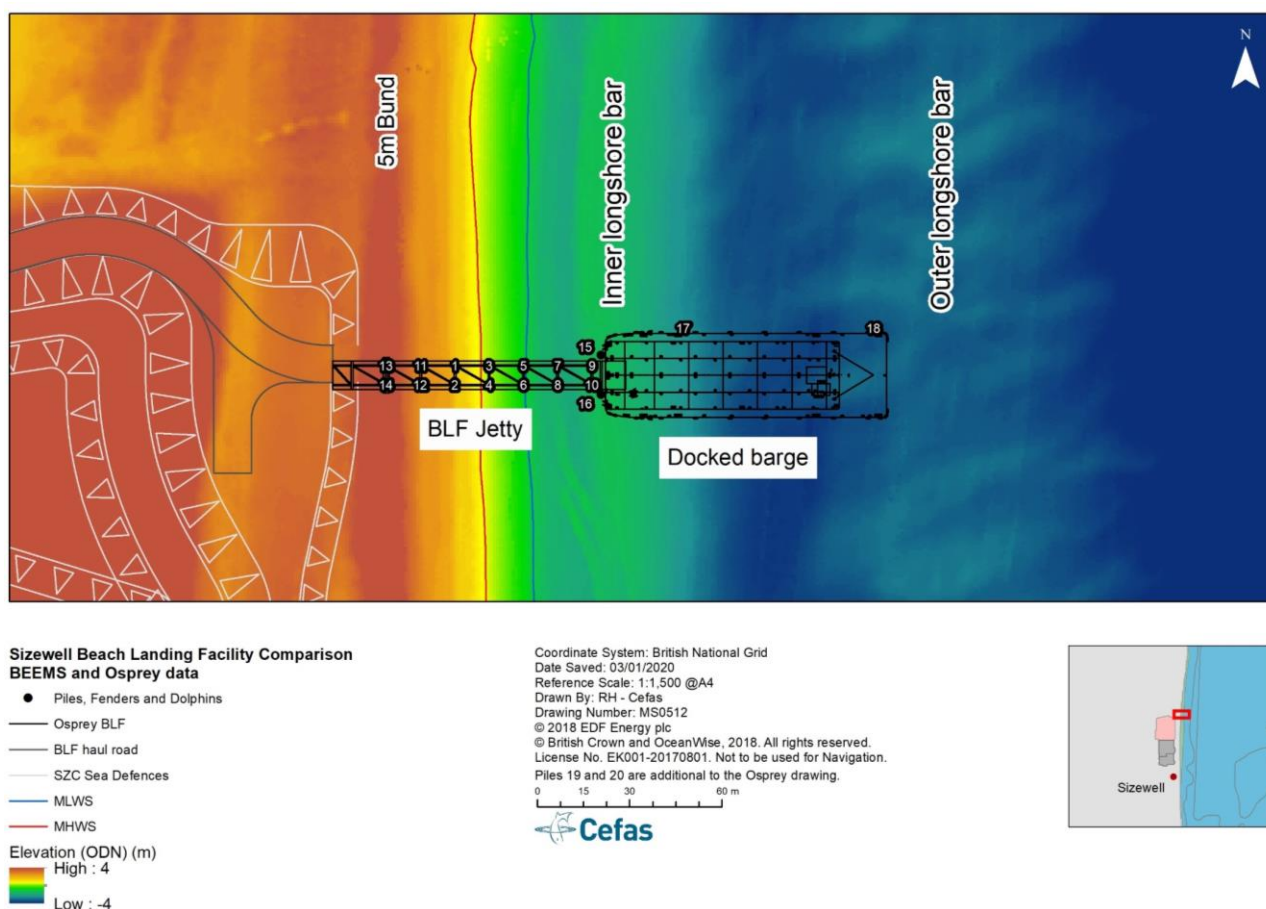 N
5m Bund
Inner longshore bar
Outer longshore bar
17
18
15
13 11 1 3 5 7 9
14 12 2 4 6 8 10
16
BLF Jetty
Docked barge
Sizewell Beach Landing Facility Comparison
BEEMS and Osprey data
Piles, Fenders and Dolphins
Osprey BLF
BLF haul road
SZC Sea Defences
MLWS
MHWS
Elevation (ODN) (m)
High : 4
Low : -4
Coordinate System: British National Grid
Date Saved: 03/01/2020
Reference Scale: 1:1,500 @A4
Drawn By: RH - Cefas
Drawing Number: MS0512
© 2018 EDF Energy plc
© British Crown and OceanWise, 2018. All rights reserved.
License No. EK001-20170801. Not to be used for Navigation.
Piles 19 and 20 are additional to the Osprey drawing.
0 15 30 60 m
Cefas
Sizewell